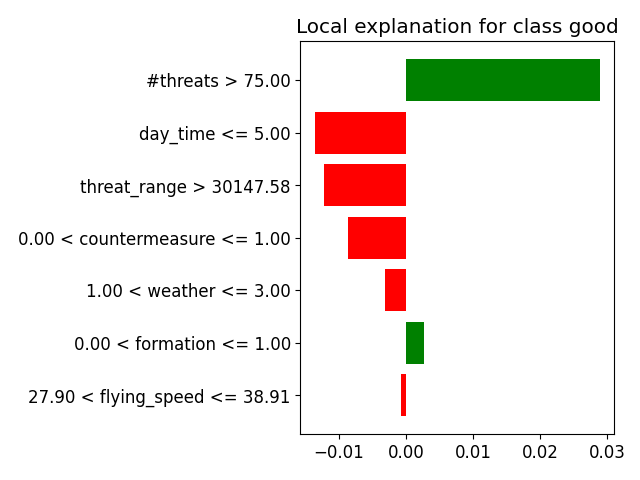 Local explanation for class good
#threats > 75.00
day_time <= 5.00
threat_range > 30147.58
0.00 < countermeasure <= 1.00
1.00 < weather <= 3.00
0.00 < formation <= 1.00
27.90 < flying_speed <= 38.91
−0.01 0.00 0.01 0.02 0.03